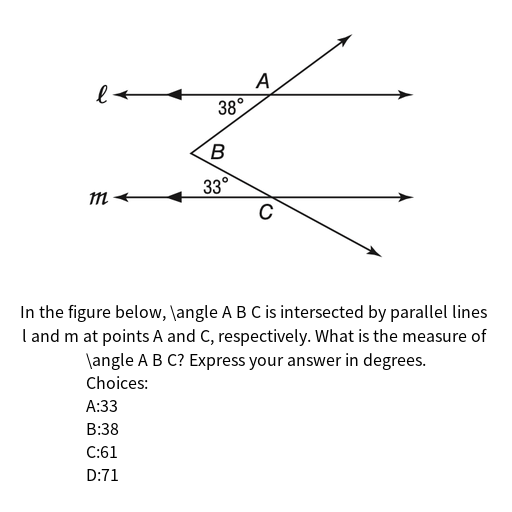 A
ℓ
38°
B
33°
m
C
In the figure below, \angle A B C is intersected by parallel lines
l and m at points A and C, respectively. What is the measure of
\angle A B C? Express your answer in degrees.
Choices:
A:33
B:38
C:61
D:71